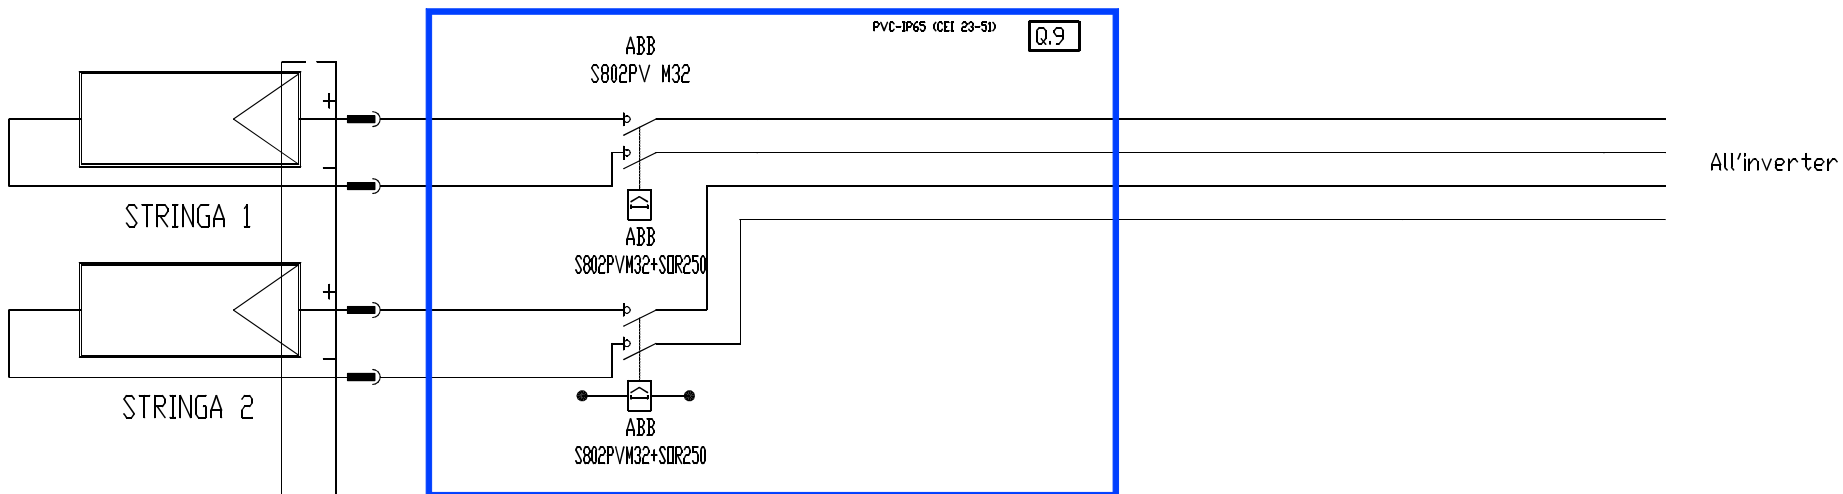 PVC-IP65 (CEI 23-51)
Q.9
ABB
S802PV M32
+
-
STRINGA 1
All'inverter
ABB
S802PVM32+SOR250
+
-
STRINGA 2
ABB
S802PVM32+SOR250